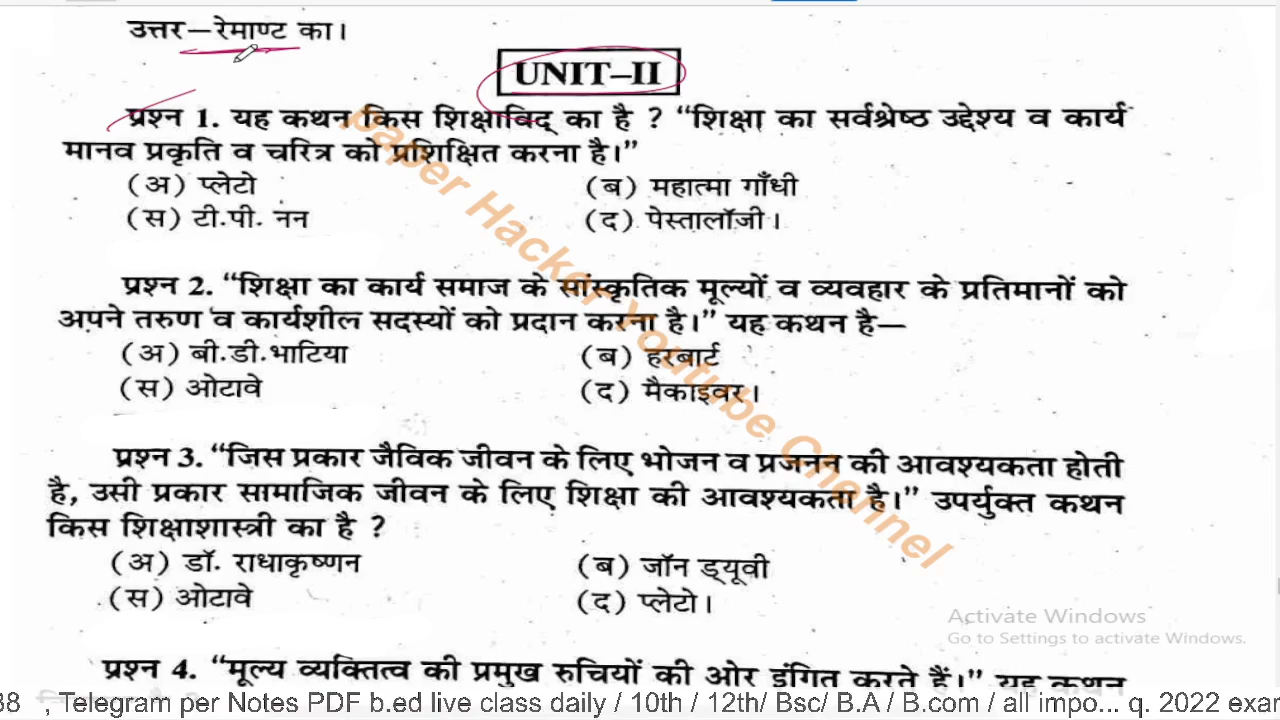 उत्तर—रेमाण्ट का।
UNIT–II
प्रश्न 1. यह कथन किस शिक्षाविद् का है ? “शिक्षा का सर्वश्रेष्ठ उद्देश्य व कार्य
मानव प्रकृति व चरित्र को प्रशिक्षित करना है।”
(अ) प्लेटो (ब) महात्मा गाँधी
(स) टी.पी. नन (द) पेस्तालॉजी।
प्रश्न 2. “शिक्षा का कार्य समाज के सांस्कृतिक मूल्यों व व्यवहार के प्रतिमानों को
अपने तरुण व कार्यशील सदस्यों को प्रदान करना है।” यह कथन है—
(अ) बी.डी.भाटिया (ब) हरबार्ट
(स) ओटावे (द) मैकाइवर।
प्रश्न 3. “जिस प्रकार जैविक जीवन के लिए भोजन व प्रजनन की आवश्यकता होती
है, उसी प्रकार सामाजिक जीवन के लिए शिक्षा की आवश्यकता है।” उपर्युक्त कथन
किस शिक्षाशास्त्री का है ?
(अ) डॉ. राधाकृष्णन (ब) जॉन ड्यूवी
(स) ओटावे (द) प्लेटो।
प्रश्न 4. “मूल्य व्यक्तित्व की प्रमुख रुचियों की ओर इंगित करते हैं।” यह कथन
paper Hacker Youtube Chennel
Activate Windows
Go to Settings to activate Windows.
38 , Telegram per Notes PDF b.ed live class daily / 10th / 12th/ Bsc/ B.A / B.com / all impo... q. 2022 exar